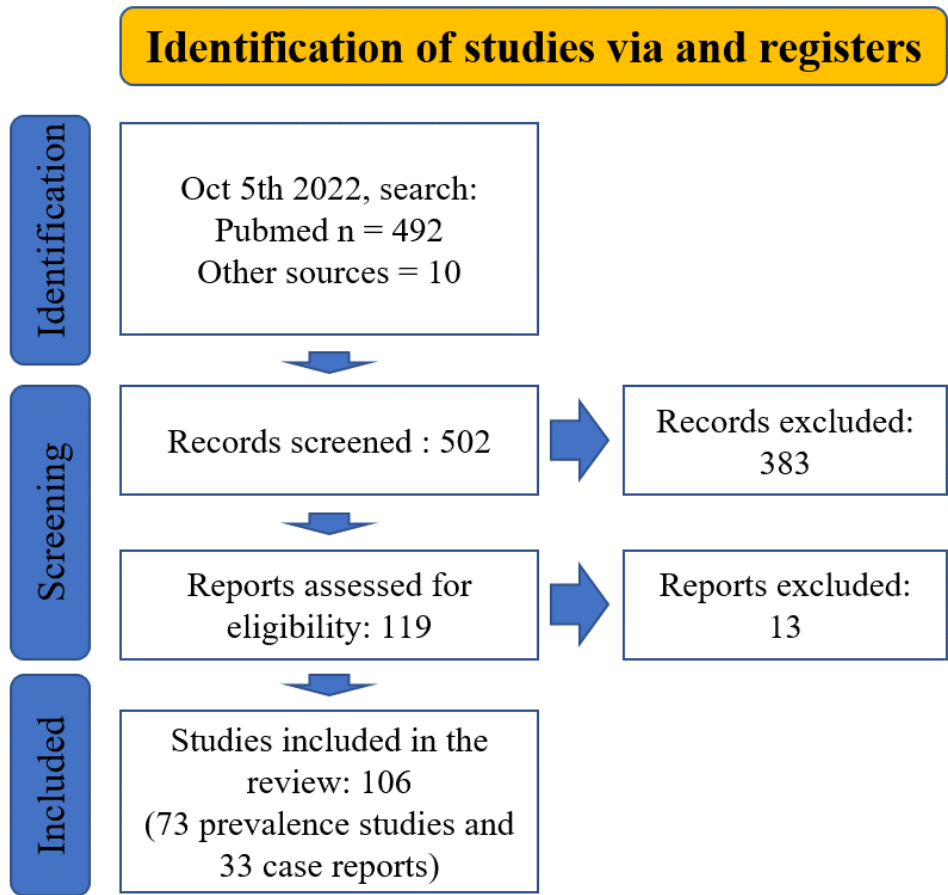 Identification of studies via and registers
Identification
Oct 5th 2022, search:
Pubmed n = 492
Other sources = 10
Screening
Records screened : 502
Records excluded:
383
Reports assessed for
eligibility: 119
Reports excluded:
13
Included
Studies included in the
review: 106
(73 prevalence studies and
33 case reports)